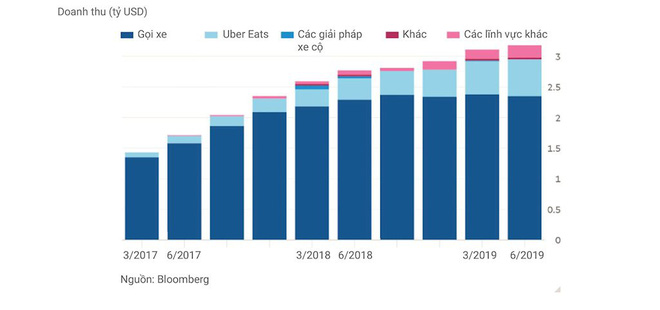 Doanh thu (tỷ USD)
Gọi xe
Uber Eats
Các giải pháp
xe cộ
Khác
Các lĩnh vực khác
3
2.5
2
1.5
1
0.5
0
3/2017 6/2017 3/2018 6/2018 3/2019 6/2019
Nguồn: Bloomberg